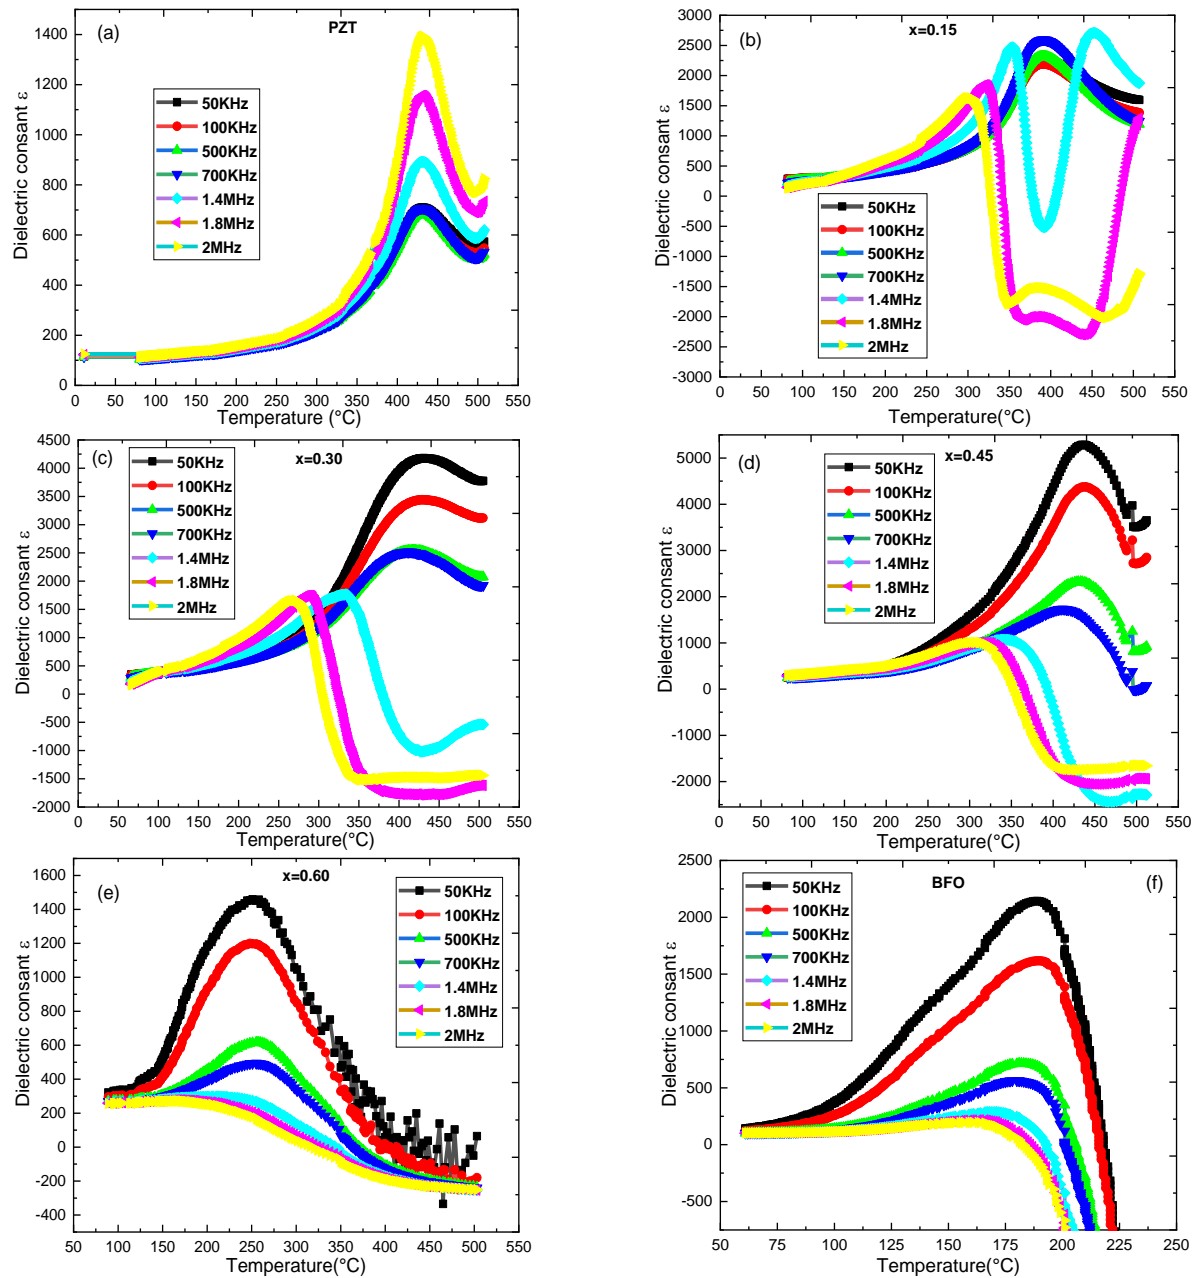 (a)
PZT
50KHz
100KHz
500KHz
700KHz
1.4MHz
1.8MHz
2MHz
Dielectric consant ε
1400
1200
1000
800
600
400
200
0
0 50 100 150 200 250 300 350 400 450 500 550
Temperature (°C)
(b)
x=0.15
50KHz
100KHz
500KHz
700KHz
1.4MHz
1.8MHz
2MHz
Dielectric consant ε
3000
2500
2000
1500
1000
500
0
-500
-1000
-1500
-2000
-2500
-3000
0 50 100 150 200 250 300 350 400 450 500 550
Temperature(°C)
(c)
x=0.30
50KHz
100KHz
500KHz
700KHz
1.4MHz
1.8MHz
2MHz
Dielectric consant ε
4500
4000
3500
3000
2500
2000
1500
1000
500
0
-500
-1000
-1500
-2000
0 50 100 150 200 250 300 350 400 450 500 550
Temperature(°C)
(d)
x=0.45
50KHz
100KHz
500KHz
700KHz
1.4MHz
1.8MHz
2MHz
Dielectric consant ε
5000
4000
3000
2000
1000
0
-1000
-2000
0 50 100 150 200 250 300 350 400 450 500 550
Temperature(°C)
(e)
x=0.60
50KHz
100KHz
500KHz
700KHz
1.4MHz
1.8MHz
2MHz
Dielectric consant ε
1600
1400
1200
1000
800
600
400
200
0
-200
-400
50 100 150 200 250 300 350 400 450 500 550
Temperature(°C)
(f)
BFO
50KHz
100KHz
500KHz
700KHz
1.4MHz
1.8MHz
2MHz
Dielectric consant ε
2500
2000
1500
1000
500
0
-500
50 75 100 125 150 175 200 225 250
Temperature(°C)